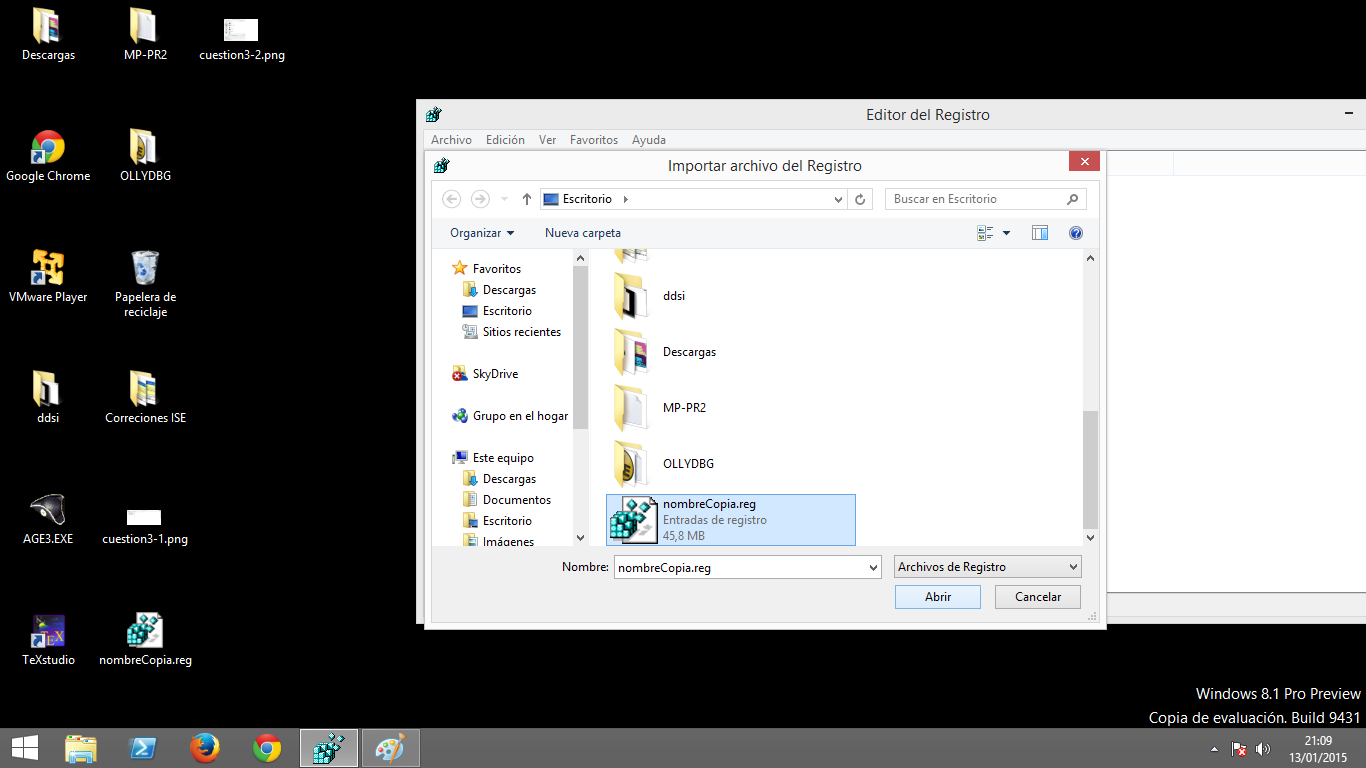 Descargas
MP-PR2
cuestion3-2.png
Google Chrome
OLLYDBG
VMware Player
Papelera de
reciclaje
ddsi
Correciones ISE
AGE3.EXE
cuestion3-1.png
TeXstudio
nombreCopia.reg
Editor del Registro
Archivo Edición Ver Favoritos Ayuda
Importar archivo del Registro
Escritorio
Buscar en Escritorio
Organizar
Nueva carpeta
Favoritos
Descargas
Escritorio
Sitios recientes
SkyDrive
Grupo en el hogar
Este equipo
Descargas
Documentos
Escritorio
Imágenes
ddsi
Descargas
MP-PR2
OLLYDBG
nombreCopia.reg
Entradas de registro
45,8 MB
Nombre:
nombreCopia.reg
Archivos de Registro
Abrir
Cancelar
Windows 8.1 Pro Preview
Copia de evaluación. Build 9431
21:09
13/01/2015